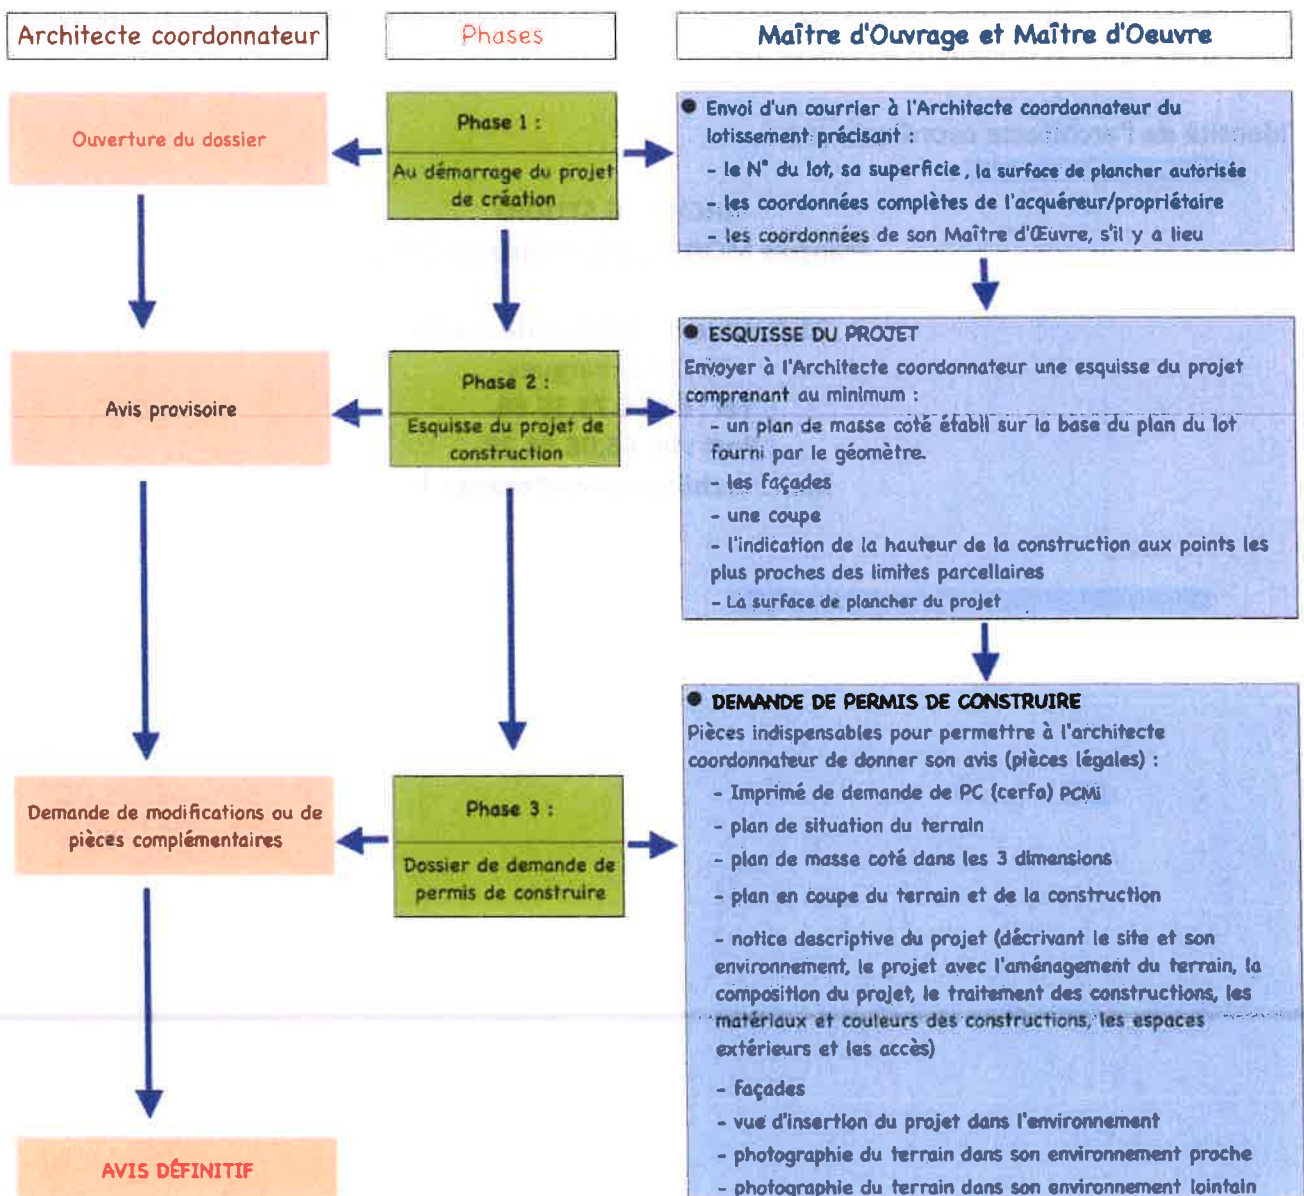 Architecte coordonnateur
Phases
Maître d'Ouvrage et Maître d'Oeuvre
Ouverture du dossier
Phase 1 :
Au démarrage du projet
de création
● Envoi d'un courrier à l'Architecte coordonnateur du
lotissement précisant :
- le N° du lot, sa superficie, la surface de plancher autorisée
- les coordonnées complètes de l'acquéreur/propriétaire
- les coordonnées de son Maître d'Œuvre, s'il y a lieu
Avis provisoire
Phase 2 :
Esquisse du projet de
construction
● ESQUISSE DU PROJET
Envoyer à l'Architecte coordonnateur une esquisse du projet
comprenant au minimum :
- un plan de masse coté établi sur la base du plan du lot
fourni par le géomètre.
- les façades
- une coupe
- l'indication de la hauteur de la construction aux points les
plus proches des limites parcellaires
- La surface de plancher du projet
Demande de modifications ou de
pièces complémentaires
Phase 3 :
Dossier de demande de
permis de construire
● DEMANDE DE PERMIS DE CONSTRUIRE
Pièces indispensables pour permettre à l'architecte
coordonnateur de donner son avis (pièces légales) :
- Imprimé de demande de PC (cerfa) PCMi
- plan de situation du terrain
- plan de masse coté dans les 3 dimensions
- plan en coupe du terrain et de la construction
- notice descriptive du projet (décrivant le site et son
environnement, le projet avec l'aménagement du terrain, la
composition du projet, le traitement des constructions, les
matériaux et couleurs des constructions, les espaces
extérieurs et les accès)
- façades
- vue d'insertion du projet dans l'environnement
- photographie du terrain dans son environnement proche
- photographie du terrain dans son environnement lointain
AVIS DÉFINITIF